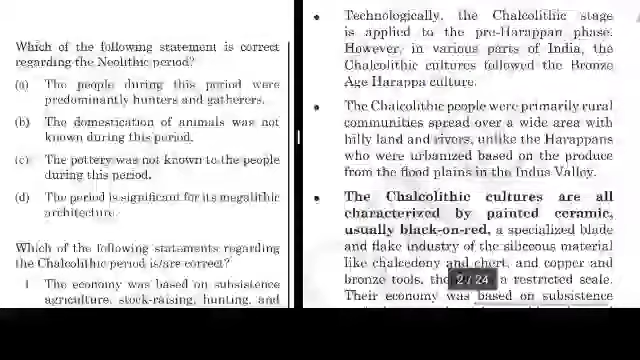 Which of the following statement is correct
regarding the Neolithic period?
(a) The people during this period were
predominantly hunters and gatherers.
(b) The domestication of animals was not
known during this period.
(c) The pottery was not known to the people
during this period.
(d) The period is significant for its megalithic
architecture.
Which of the following statements regarding
the Chalcolithic period is/are correct?
1 The economy was based on subsistence
agriculture, stock-raising, hunting, and
• Technologically, the Chalcolithic stage
is applied to the pre-Harappan phase.
However, in various parts of India, the
Chalcolithic cultures followed the Bronze
Age Harappa culture.
• The Chalcolithic people were primarily rural
communities spread over a wide area with
hilly land and rivers, unlike the Harappans
who were urbanized based on the produce
from the flood plains in the Indus Valley.
• The Chalcolithic cultures are all
characterized by painted ceramic,
usually black-on-red, a specialized blade
and flake industry of the siliceous material
like chalcedony and chert, and copper and
bronze tools, a restricted scale.
2 / 24
Their economy was based on subsistence